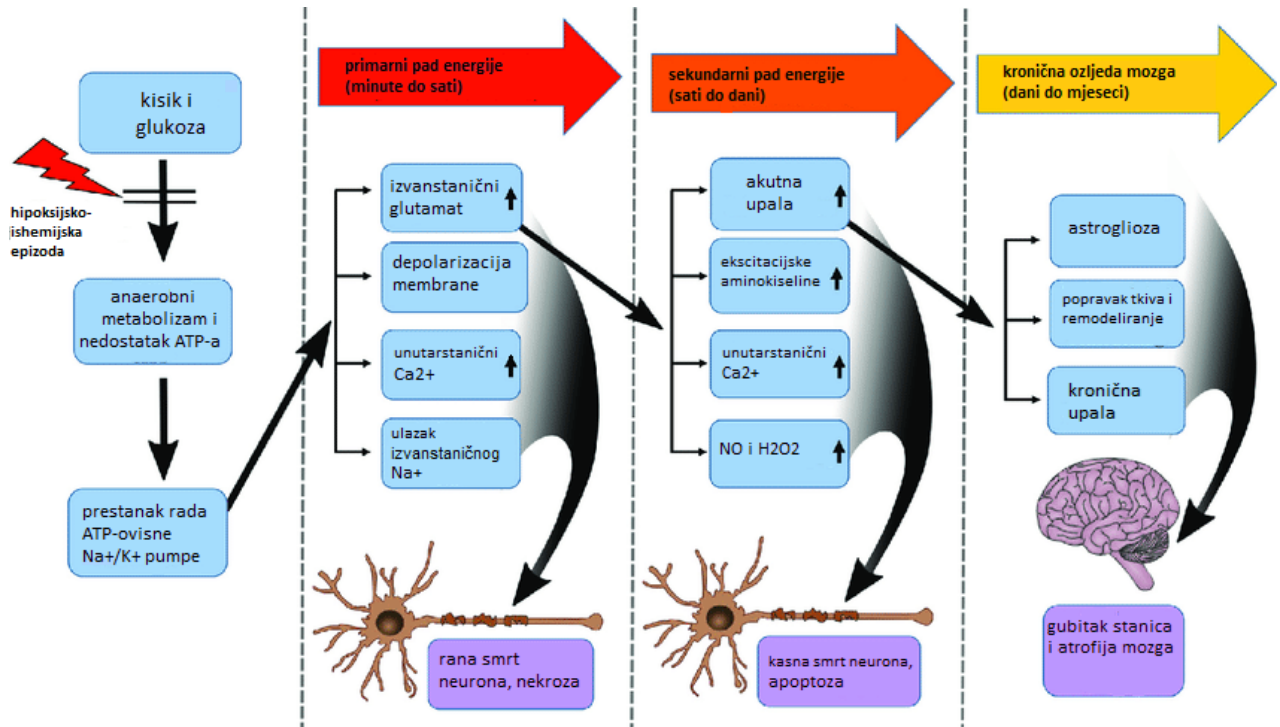 kisik i
glukoza
hipoksijsko-
ishemijska
epizoda
anaerobni
metabolizam i
nedostatak ATP-a
prestanak rada
ATP-ovisne
Na+/K+ pumpe
primarni pad energije
(minute do sati)
izvanstanični
glutamat
depolarizacija
membrane
unutarstanični
Ca2+
ulazak
izvanstaničnog
Na+
rana smrt
neurona, nekroza
sekundarni pad energije
(sati do dani)
akutna
upala
ekscitacijske
aminokiseline
unutarstanični
Ca2+
NO i H2O2
kasna smrt neurona,
apoptoza
kronična ozljeda mozga
(dani do mjeseci)
astroglioza
popravak tkiva i
remodeliranje
kronična
upala
gubitak stanica
i atrofija mozga